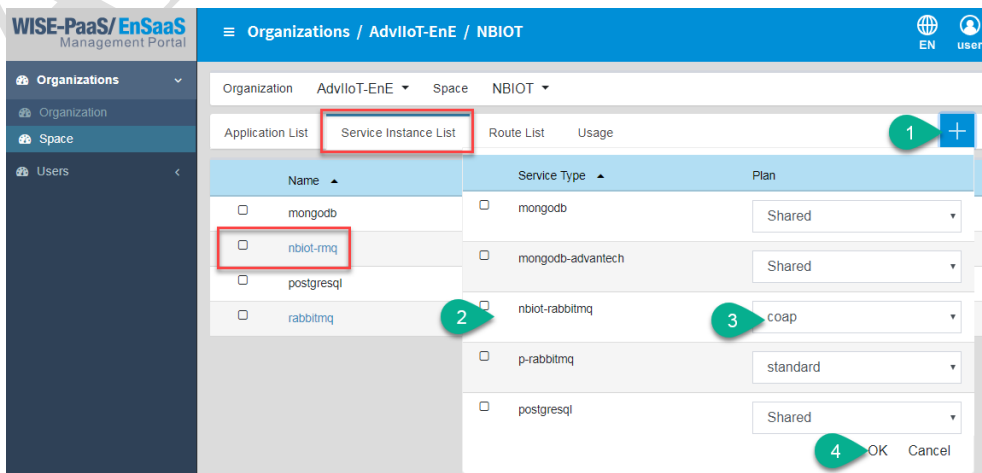 WISE-PaaS/EnSaaS
Management Portal
≡ Organizations / AdvIIoT-EnE / NBIOT
EN
user
Organizations
Organization
Space
Users
Organization AdvIIoT-EnE Space NBIOT
Application List Service Instance List Route List Usage
1
+
Name
mongodb
nbiot-rmq
postgresql
rabbitmq
Service Type Plan
mongodb Shared
mongodb-advantech Shared
2 nbiot-rabbitmq 3 coap
p-rabbitmq standard
postgresql Shared
4 OK Cancel